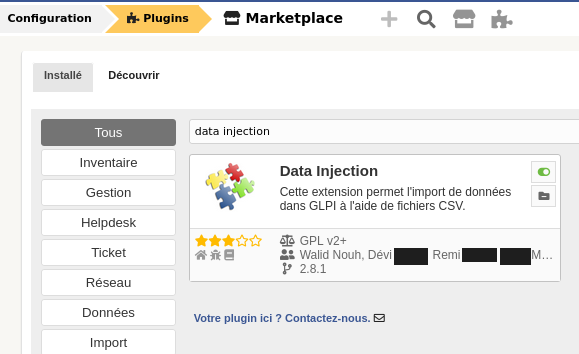 Configuration Plugins Marketplace
Installé Découvrir
Tous
Inventaire
Gestion
Helpdesk
Ticket
Réseau
Données
Import
data injection
Data Injection
Cette extension permet l'import de données
dans GLPI à l'aide de fichiers CSV.
GPL v2+
Walid Nouh, Dévi Remi M…
2.8.1
Votre plugin ici ? Contactez-nous.